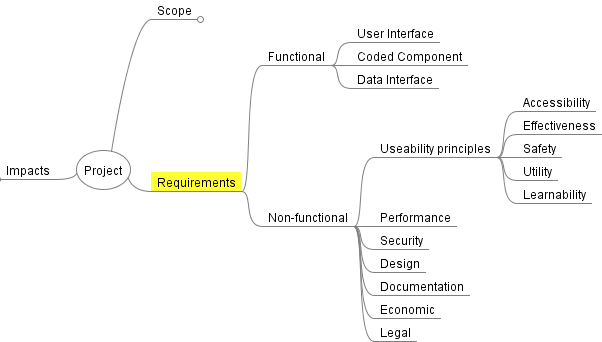 Scope
User Interface
Functional
Coded Component
Data Interface
Accessibility
Effectiveness
Useability principles
Safety
Impacts
Project
Utility
Requirements
Learnability
Non-functional
Performance
Security
Design
Documentation
Economic
Legal